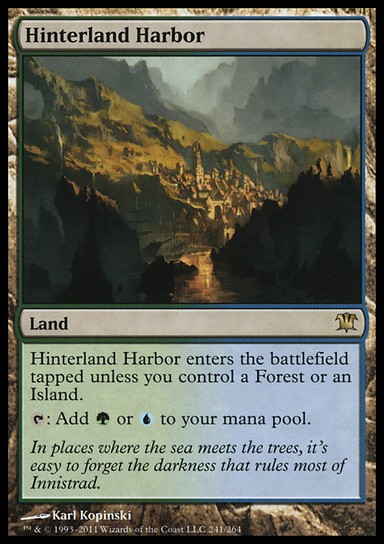 Hinterland Harbor
Land
Hinterland Harbor enters the battlefield
tapped unless you control a Forest or an
Island.
: Add or to your mana pool.
In places where the sea meets the trees, it's
easy to forget the darkness that rules most of
Innistrad.
Karl Kopinski
™ & © 1993–2011 Wizards of the Coast LLC 241/264